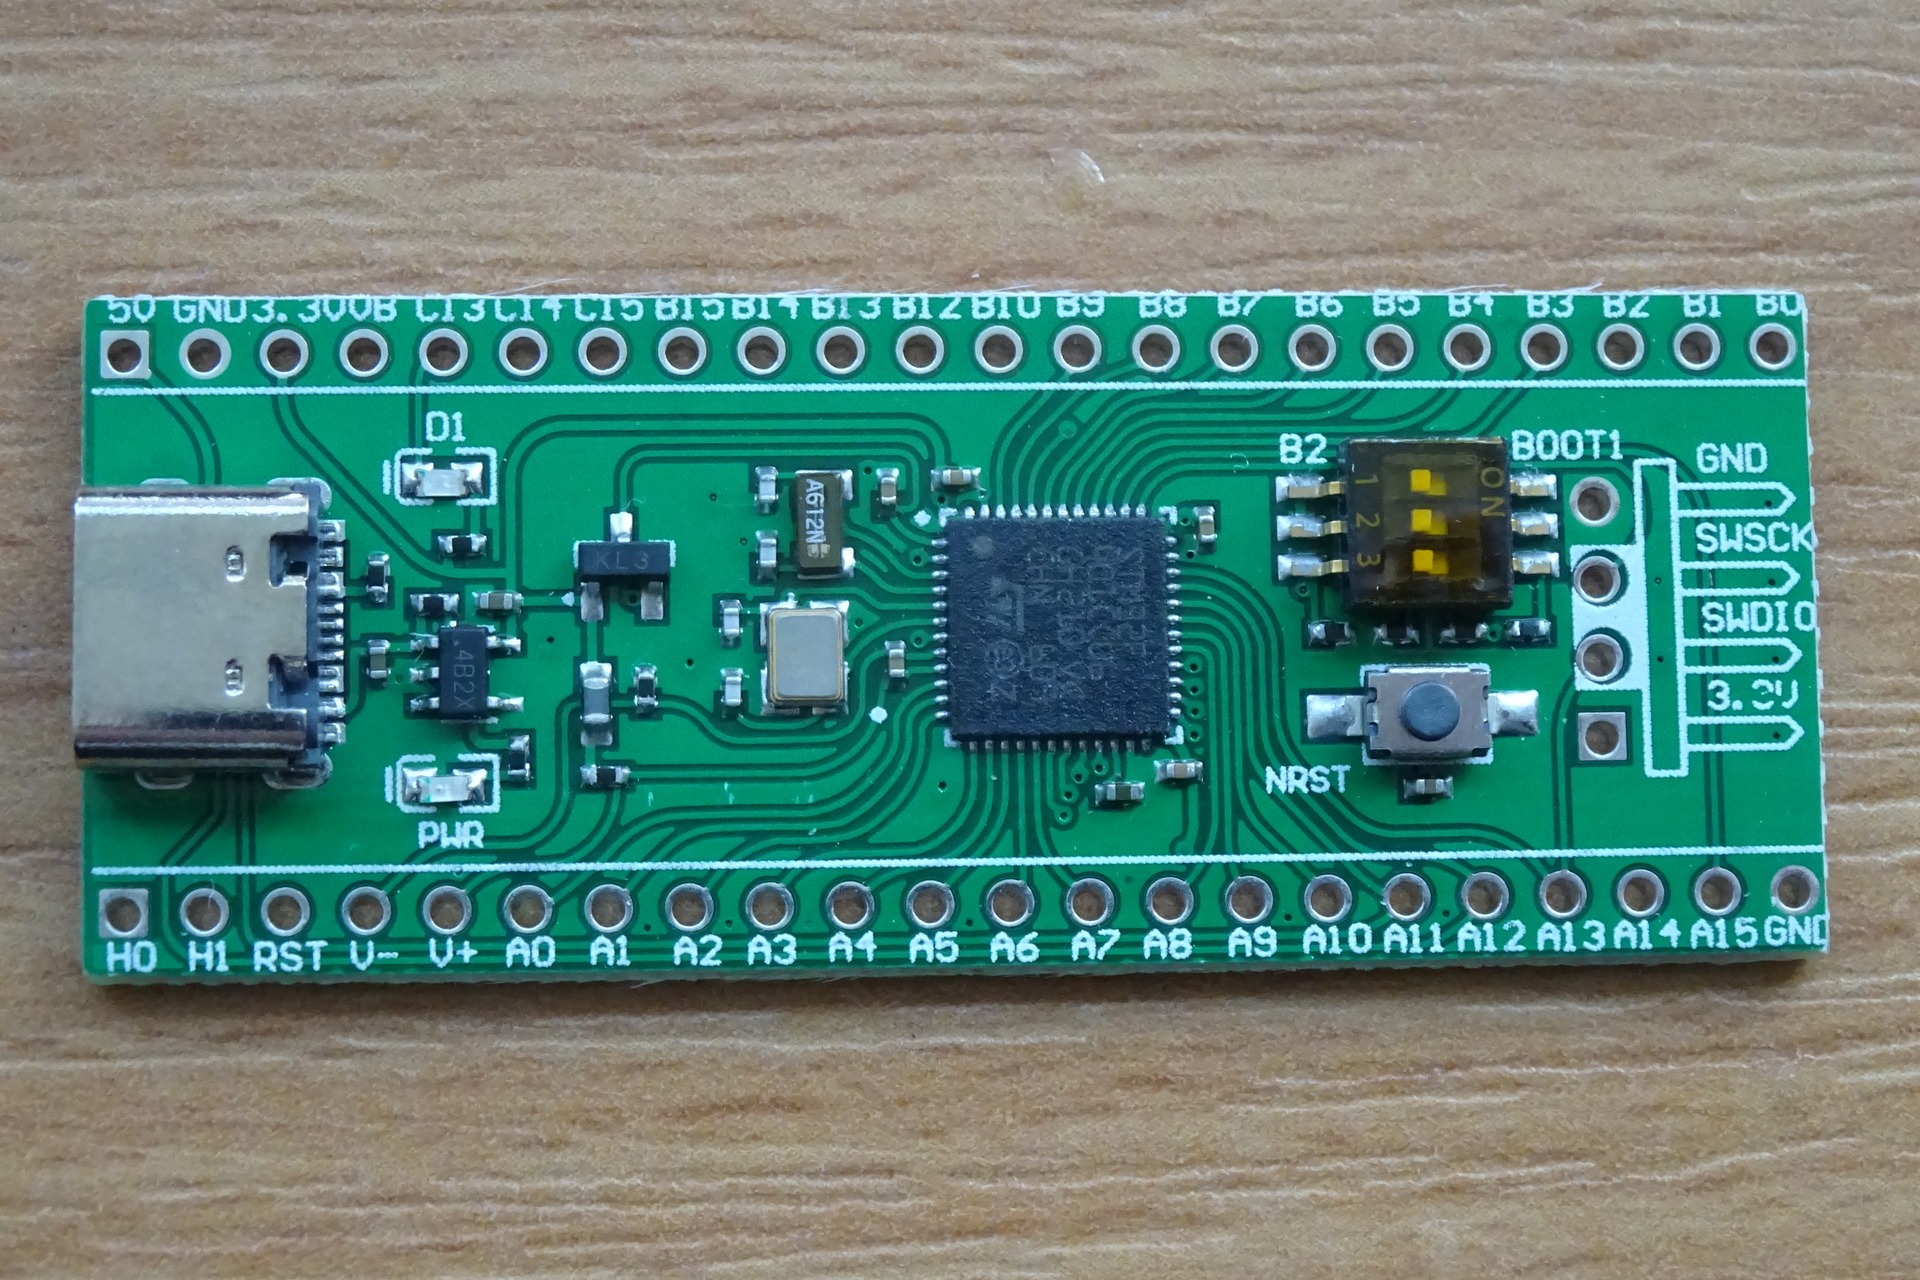 5V GND 3.3V VB C13 C14 C15 B15 B14 B13 B12 B10 B9 B8 B7 B6 B5 B4 B3 B2 B1 B0
D1
B2
BOOT1
GND
SWSCK
SWDIO
3.3V
ON
1
2
3
A612N
KL3
4B2X
PWR
NRST
H0 H1 RST V- V+ A0 A1 A2 A3 A4 A5 A6 A7 A8 A9 A10 A11 A12 A13 A14 A15 GND